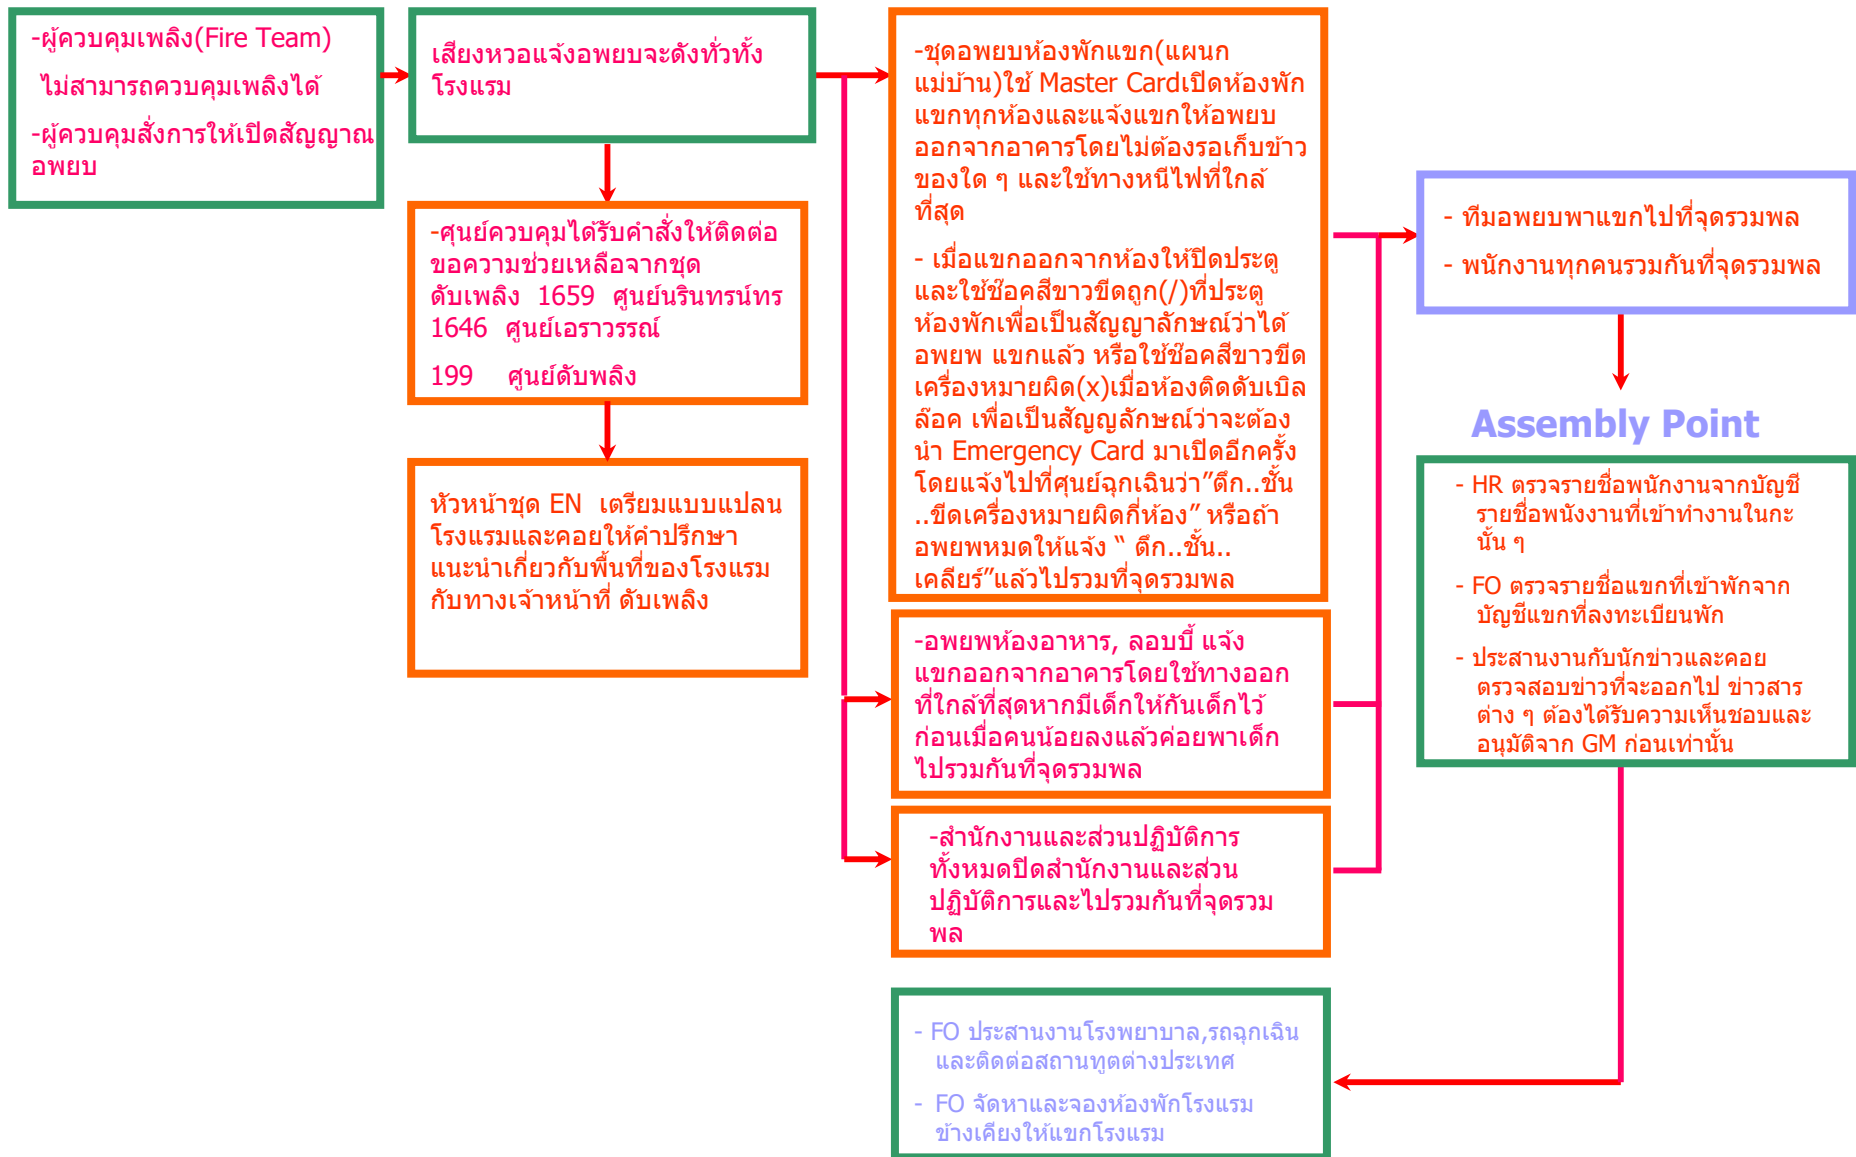 -ผู้ควบคุมเพลิง(Fire Team)
ไม่สามารถควบคุมเพลิงได้
-ผู้ควบคุมสั่งการให้เปิดสัญญาณ
อพยบ
เสียงหวอแจ้งอพยบจะดังทั่วทั้ง
โรงแรม
-ศุนย์ควบคุมได้รับคำสั่งให้ติดต่อ
ขอความช่วยเหลือจากชุด
ดับเพลิง 1659 ศูนย์นรินทรน์ทร
1646 ศูนย์เอราวรรณ์
199 ศูนย์ดับพลิง
หัวหน้าชุด EN เตรียมแบบแปลน
โรงแรมและคอยให้คำปรึกษา
แนะนำเกี่ยวกับพื้นที่ของโรงแรม
กับทางเจ้าหน้าที่ ดับเพลิง
-ชุดอพยบห้องพักแขก(แผนก
แม่บ้าน)ใช้ Master Cardเปิดห้องพัก
แขกทุกห้องและแจ้งแขกให้อพยบ
ออกจากอาคารโดยไม่ต้องรอเก็บข้าว
ของใด ๆ และใช้ทางหนีไฟที่ใกล้
ที่สุด
- เมื่อแขกออกจากห้องให้ปิดประตู
และใช้ช๊อคสีขาวขีดถูก(/)ที่ประตู
ห้องพักเพื่อเป็นสัญญาลักษณ์ว่าได้
อพยพ แขกแล้ว หรือใช้ช๊อคสีขาวขีด
เครื่องหมายผิด(x)เมื่อห้องติดดับเบิล
ล๊อค เพื่อเป็นสัญญลักษณ์ว่าจะต้อง
นำ Emergency Card มาเปิดอีกครั้ง
โดยแจ้งไปที่ศูนย์ฉุกเฉินว่า”ตึก..ชั้น
..ขีดเครื่องหมายผิดกี่ห้อง” หรือถ้า
อพยพหมดให้แจ้ง “ ตึก..ชั้น..
เคลียร์”แล้วไปรวมที่จุดรวมพล
-อพยพห้องอาหาร, ลอบบี้ แจ้ง
แขกออกจากอาคารโดยใช้ทางออก
ที่ใกล้ที่สุดหากมีเด็กให้กันเด็กไว้
ก่อนเมื่อคนน้อยลงแล้วค่อยพาเด็ก
ไปรวมกันที่จุดรวมพล
-สำนักงานและส่วนปฏิบัติการ
ทั้งหมดปิดสำนักงานและส่วน
ปฏิบัติการและไปรวมกันที่จุดรวม
พล
- ทีมอพยบพาแขกไปที่จุดรวมพล
- พนักงานทุกคนรวมกันที่จุดรวมพล
Assembly Point
- HR ตรวจรายชื่อพนักงานจากบัญชี
รายชื่อพนังงานที่เข้าทำงานในกะ
นั้น ๆ
- FO ตรวจรายชื่อแขกที่เข้าพักจาก
บัญชีแขกที่ลงทะเบียนพัก
- ประสานงานกับนักข่าวและคอย
ตรวจสอบข่าวที่จะออกไป ข่าวสาร
ต่าง ๆ ต้องได้รับความเห็นชอบและ
อนุมัติจาก GM ก่อนเท่านั้น
- FO ประสานงานโรงพยาบาล,รถฉุกเฉิน
และติดต่อสถานทูตต่างประเทศ
- FO จัดหาและจองห้องพักโรงแรม
ข้างเคียงให้แขกโรงแรม